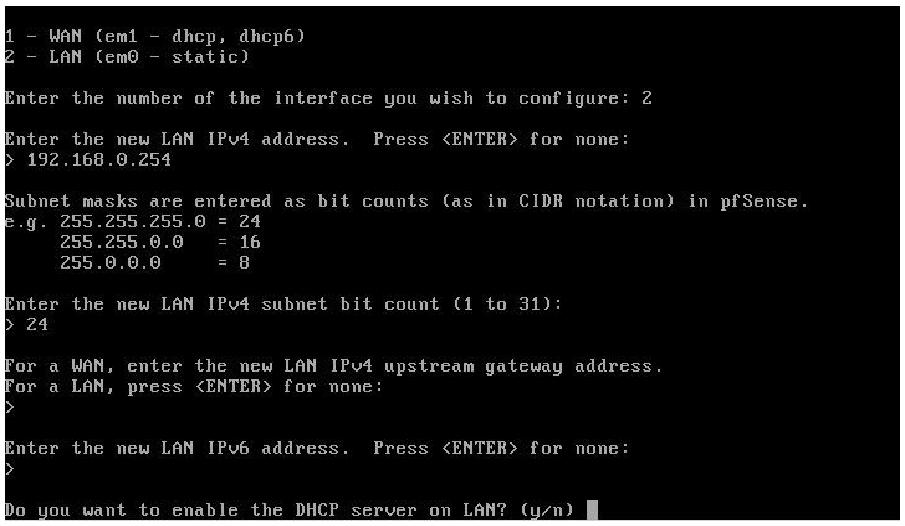 1 - WAN (em1 - dhcp, dhcp6)
2 - LAN (em0 - static)
Enter the number of the interface you wish to configure: 2
Enter the new LAN IPv4 address.  Press <ENTER> for none:
> 192.168.0.254
Subnet masks are entered as bit counts (as in CIDR notation) in pfSense.
e.g. 255.255.255.0 = 24
     255.255.0.0   = 16
     255.0.0.0     = 8
Enter the new LAN IPv4 subnet bit count (1 to 31):
> 24
For a WAN, enter the new LAN IPv4 upstream gateway address.
For a LAN, press <ENTER> for none:
>
Enter the new LAN IPv6 address.  Press <ENTER> for none:
>
Do you want to enable the DHCP server on LAN? (y/n)